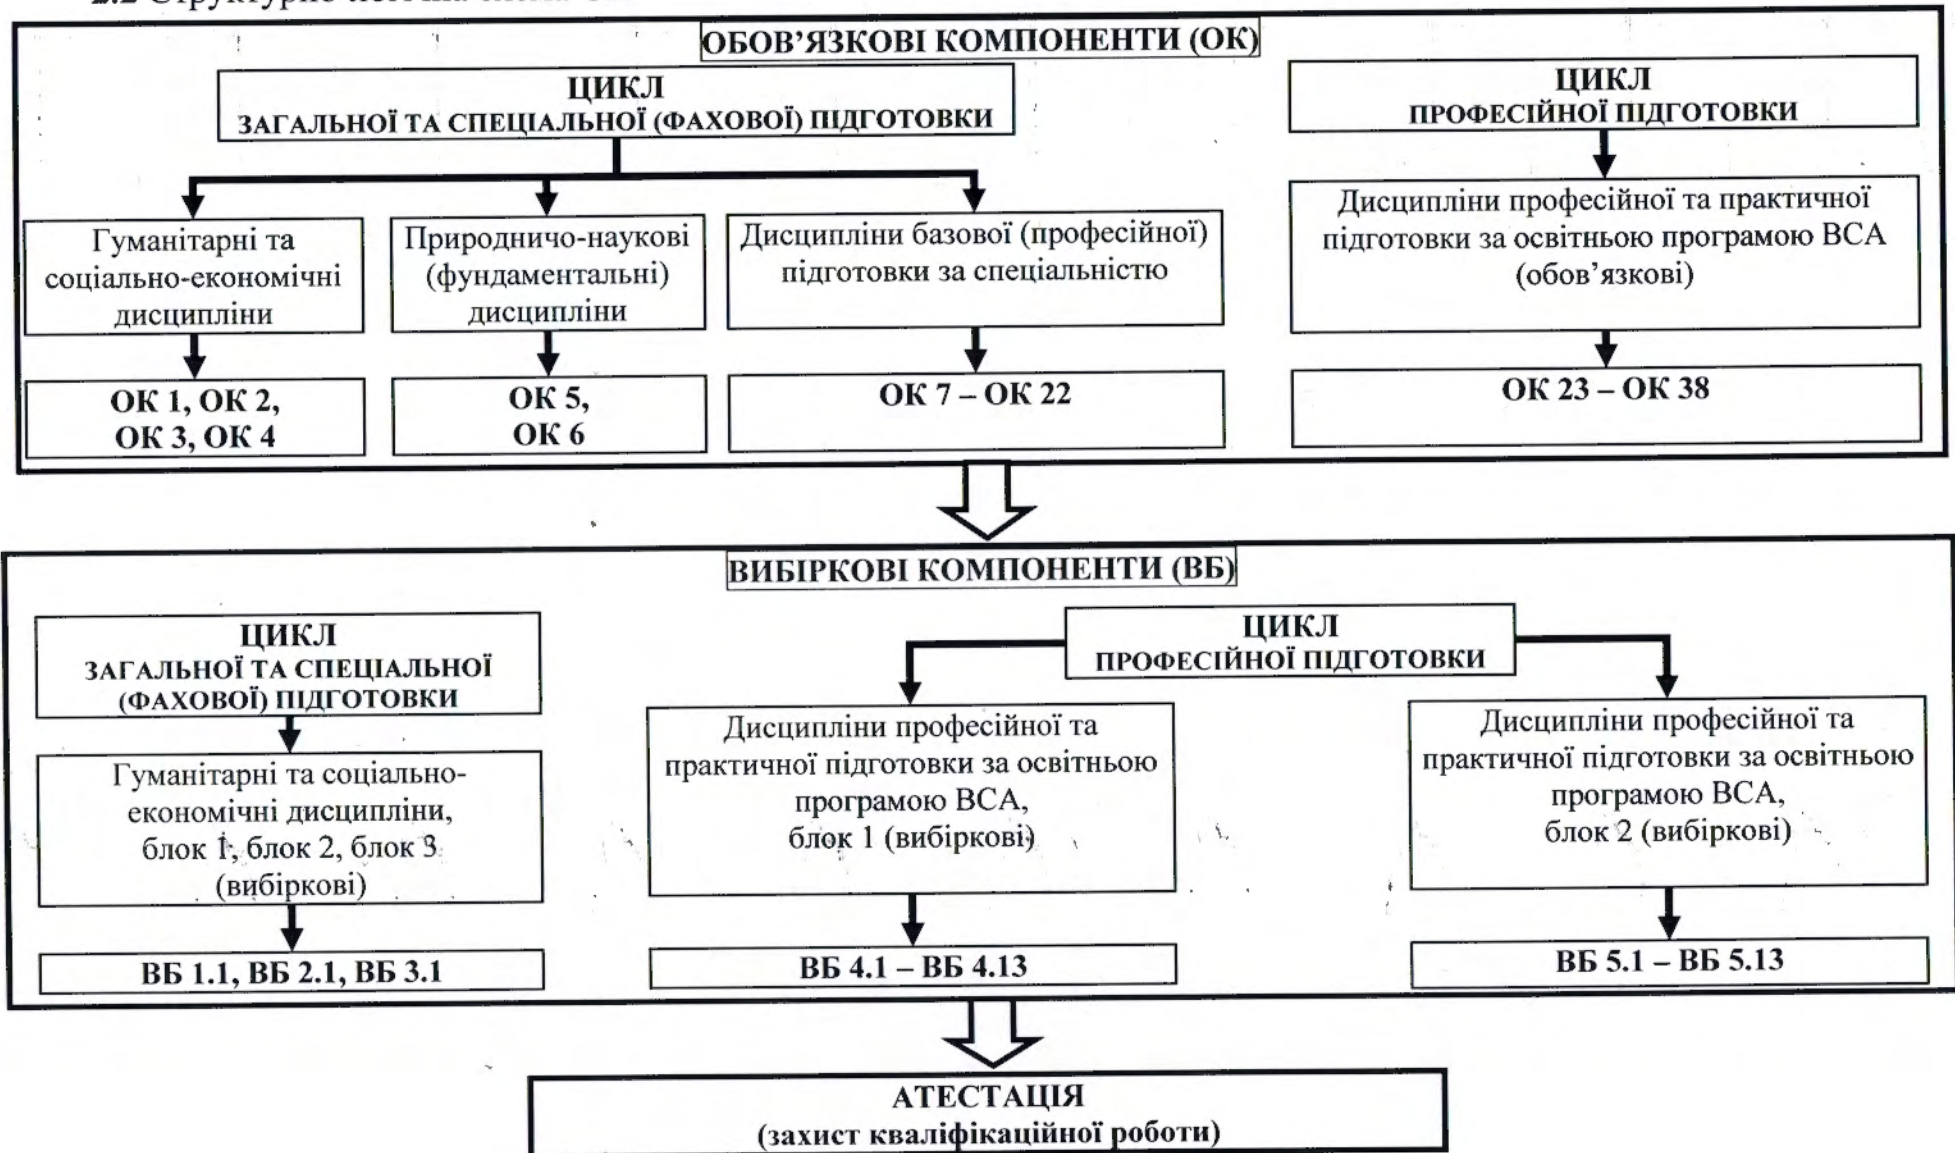 2.2 Структурно-логічна схема
ОБОВ’ЯЗКОВІ КОМПОНЕНТИ (ОК)
ЦИКЛ
ЗАГАЛЬНОЇ ТА СПЕЦІАЛЬНОЇ (ФАХОВОЇ) ПІДГОТОВКИ
ЦИКЛ
ПРОФЕСІЙНОЇ ПІДГОТОВКИ
Гуманітарні та
соціально-економічні
дисципліни
Природничо-наукові
(фундаментальні)
дисципліни
Дисципліни базової (професійної)
підготовки за спеціальністю
Дисципліни професійної та практичної
підготовки за освітньою програмою ВСА
(обов’язкові)
ОК 1, ОК 2,
ОК 3, ОК 4
ОК 5,
ОК 6
ОК 7 – ОК 22
ОК 23 – ОК 38
ВИБІРКОВІ КОМПОНЕНТИ (ВБ)
ЦИКЛ
ЗАГАЛЬНОЇ ТА СПЕЦІАЛЬНОЇ
(ФАХОВОЇ) ПІДГОТОВКИ
ЦИКЛ
ПРОФЕСІЙНОЇ ПІДГОТОВКИ
Гуманітарні та соціально-
економічні дисципліни,
блок 1, блок 2, блок 3
(вибіркові)
Дисципліни професійної та
практичної підготовки за освітньою
програмою ВСА,
блок 1 (вибіркові)
Дисципліни професійної та
практичної підготовки за освітньою
програмою ВСА,
блок 2 (вибіркові)
ВБ 1.1, ВБ 2.1, ВБ 3.1
ВБ 4.1 – ВБ 4.13
ВБ 5.1 – ВБ 5.13
АТЕСТАЦІЯ
(захист кваліфікаційної роботи)